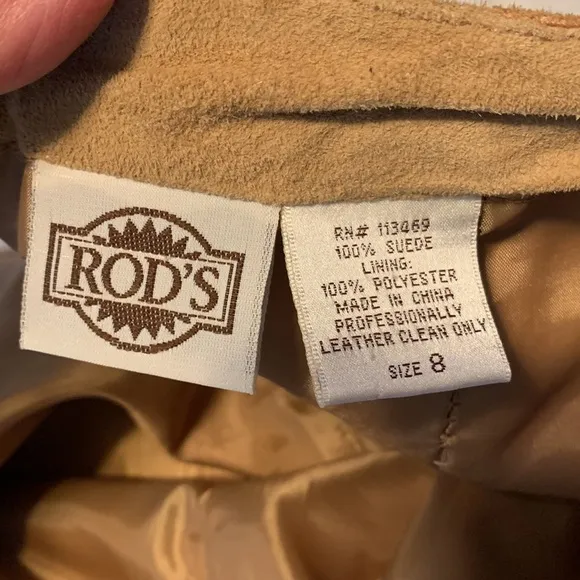 ROD'S
RN# 113469
100% SUEDE
LINING:
100% POLYESTER
MADE IN CHINA
PROFESSIONALLY
LEATHER CLEAN ONLY
SIZE 8